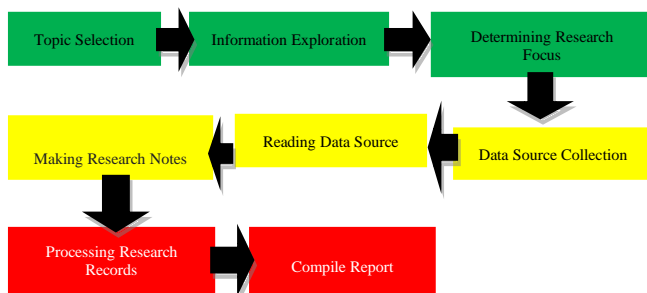 Topic Selection
Information Exploration
Determining Research
Focus
Data Source Collection
Reading Data Source
Making Research Notes
Processing Research
Records
Compile Report